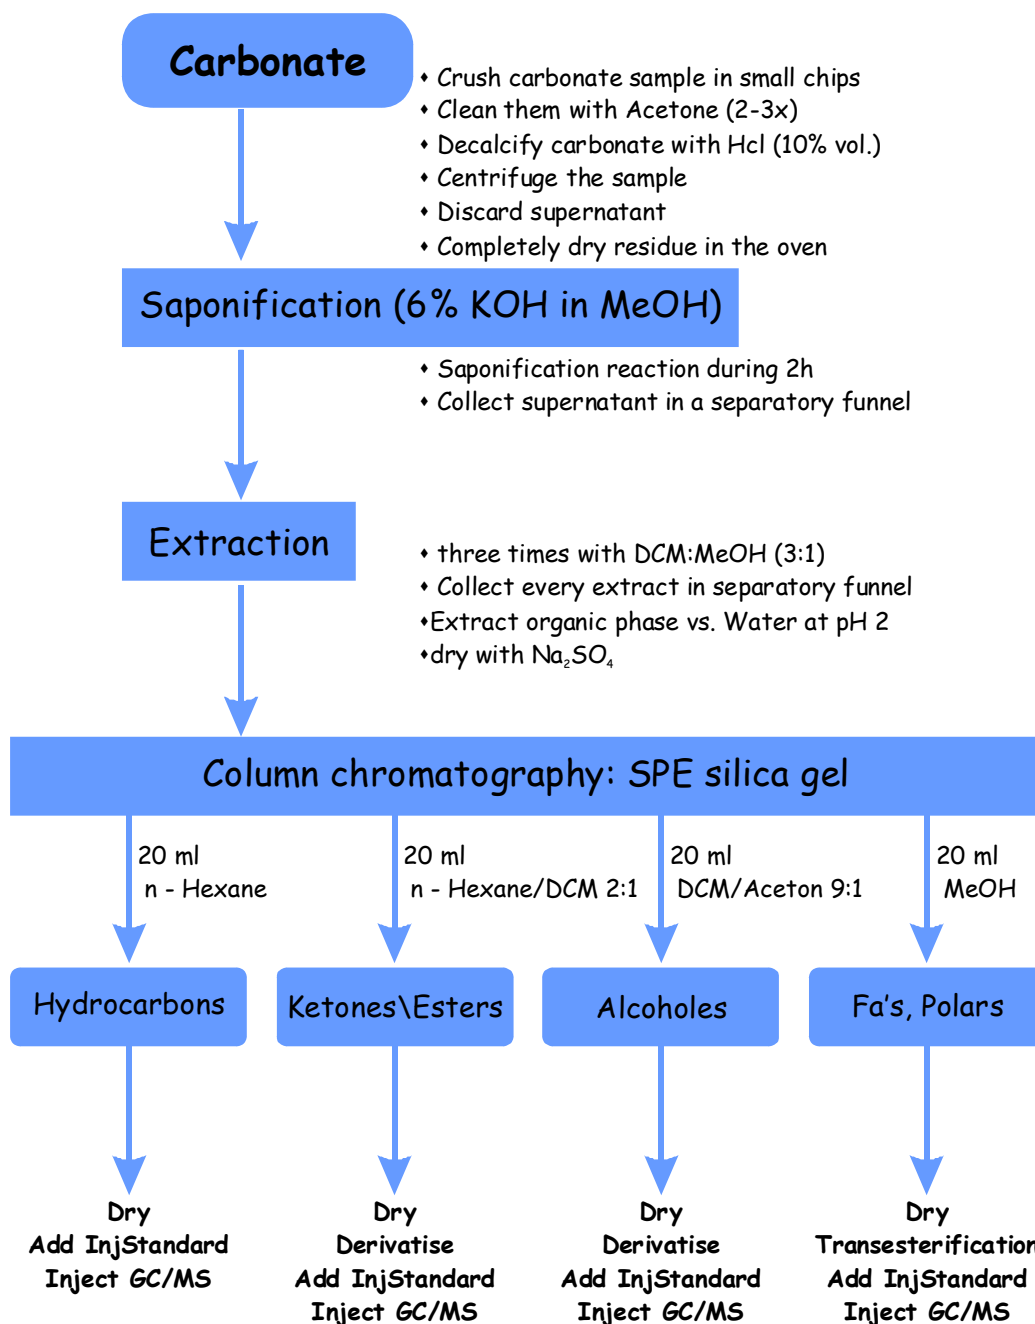 Carbonate
♦ Crush carbonate sample in small chips
♦ Clean them with Acetone (2-3x)
♦ Decalcify carbonate with Hcl (10% vol.)
♦ Centrifuge the sample
♦ Discard supernatant
♦ Completely dry residue in the oven
Saponification (6% KOH in MeOH)
♦ Saponification reaction during 2h
♦ Collect supernatant in a separatory funnel
Extraction
♦ three times with DCM:MeOH (3:1)
♦ Collect every extract in separatory funnel
♦Extract organic phase vs. Water at pH 2
♦dry with Na₂SO₄
Column chromatography: SPE silica gel
20 ml
n - Hexane
20 ml
n - Hexane/DCM 2:1
20 ml
DCM/Aceton 9:1
20 ml
MeOH
Hydrocarbons
Ketones\Esters
Alcoholes
Fa's, Polars
Dry
Add InjStandard
Inject GC/MS
Dry
Derivatise
Add InjStandard
Inject GC/MS
Dry
Derivatise
Add InjStandard
Inject GC/MS
Dry
Transesterification
Add InjStandard
Inject GC/MS